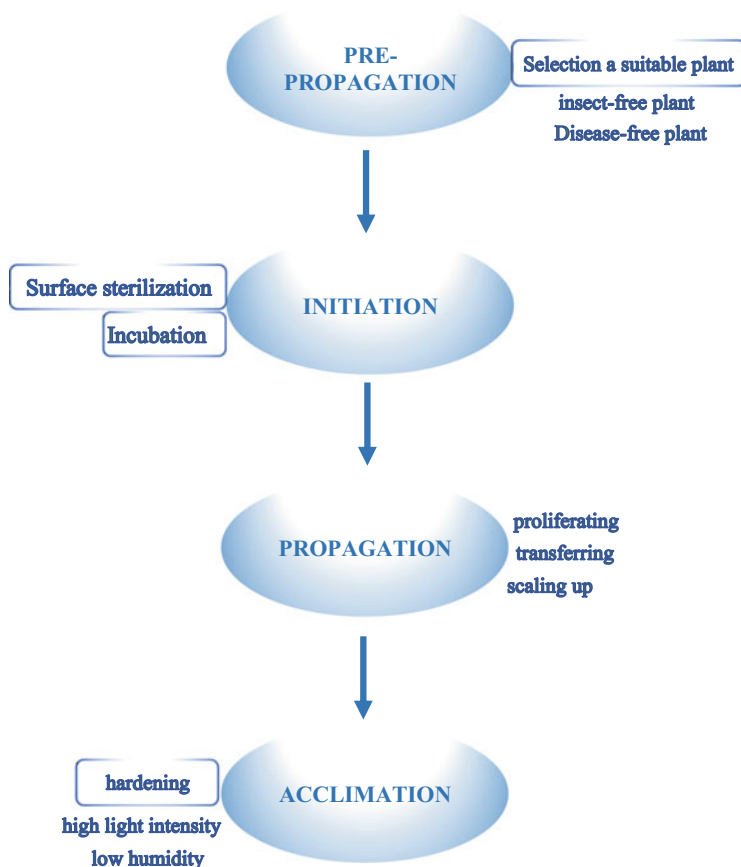 PRE-
PROPAGATION
Selection a suitable plant
insect-free plant
Disease-free plant
Surface sterilization
Incubation
INITIATION
PROPAGATION
proliferating
transferring
scaling up
hardening
high light intensity
low humidity
ACCLIMATION